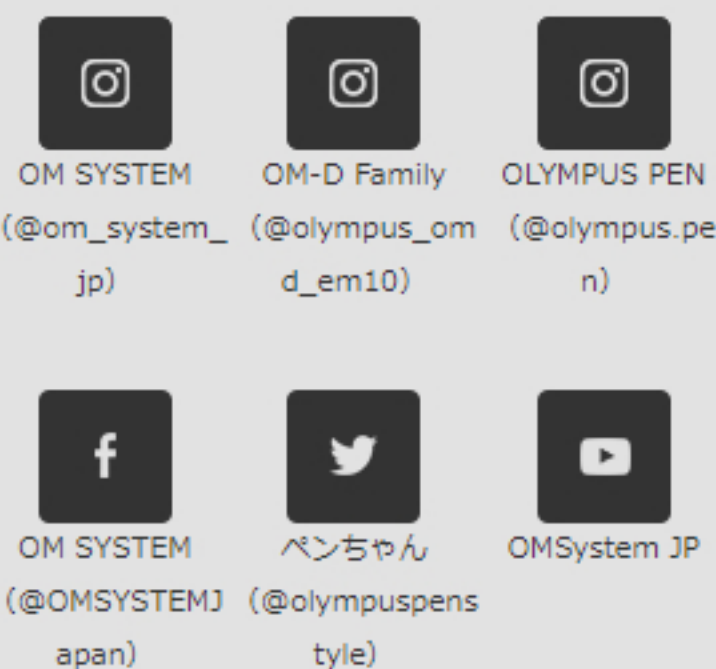 OM SYSTEM
（@om_system_
jp）
OM-D Family
（@olympus_om
d_em10）
OLYMPUS PEN
（@olympus.pe
n）
OM SYSTEM
（@OMSYSTEMJ
apan）
ペンちゃん
（@olympuspens
tyle）
OMSystem JP